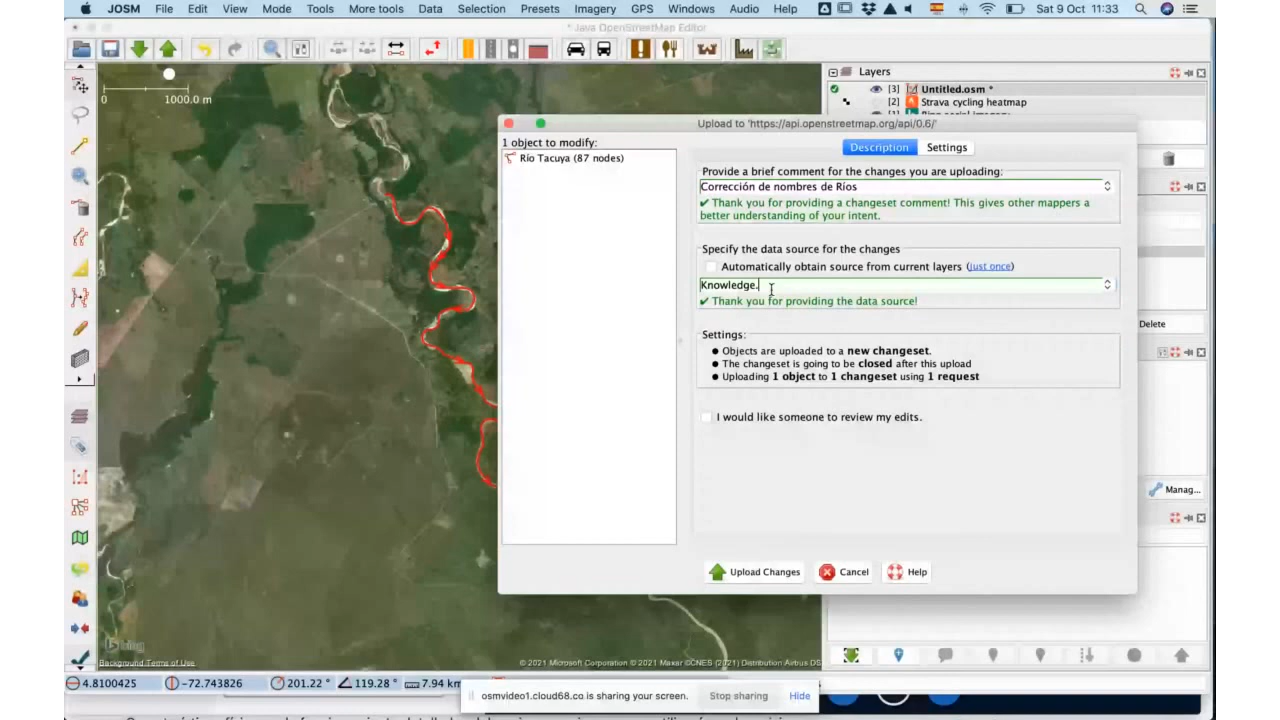 JOSM File Edit View Mode Tools More tools Data Selection Presets Imagery GPS Windows Audio Help Sat 9 Oct 11:33
* Java OpenStreetMap Editor
0 1000.0 m
Layers
[3] Untitled.osm *
[2] Strava cycling heatmap
Upload to 'https://api.openstreetmap.org/api/0.6/'
1 object to modify:
Río Tacuya (87 nodes)
Description Settings
Provide a brief comment for the changes you are uploading:
Corrección de nombres de Ríos
✔ Thank you for providing a changeset comment! This gives other mappers a
better understanding of your intent.
Specify the data source for the changes
Automatically obtain source from current layers (just once)
Knowledge.
✔ Thank you for providing the data source!
Settings:
● Objects are uploaded to a new changeset.
● The changeset is going to be closed after this upload
● Uploading 1 object to 1 changeset using 1 request
I would like someone to review my edits.
Upload Changes Cancel Help
Delete
Manag...
bing
Background Terms of Use
© 2021 Microsoft Corporation © 2021 Maxar ©CNES (2021) Distribution Airbus DS
4.8100425 -72.743826 201.22 ° 119.28 ° 7.94 km
osmvideo1.cloud68.co is sharing your screen. Stop sharing Hide